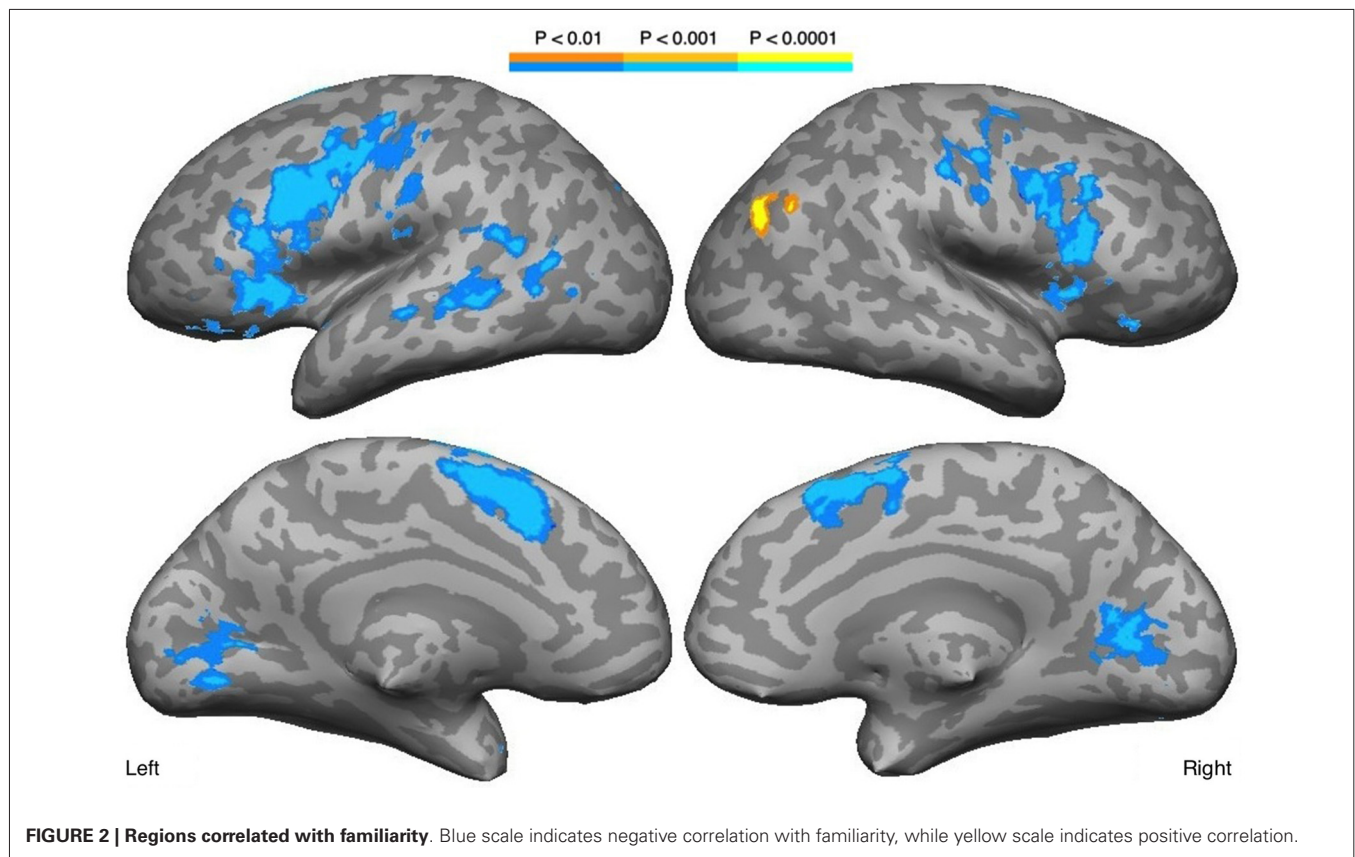 P < 0.01 P < 0.001 P < 0.0001
Left Right
FIGURE 2 | Regions correlated with familiarity. Blue scale indicates negative correlation with familiarity, while yellow scale indicates positive correlation.